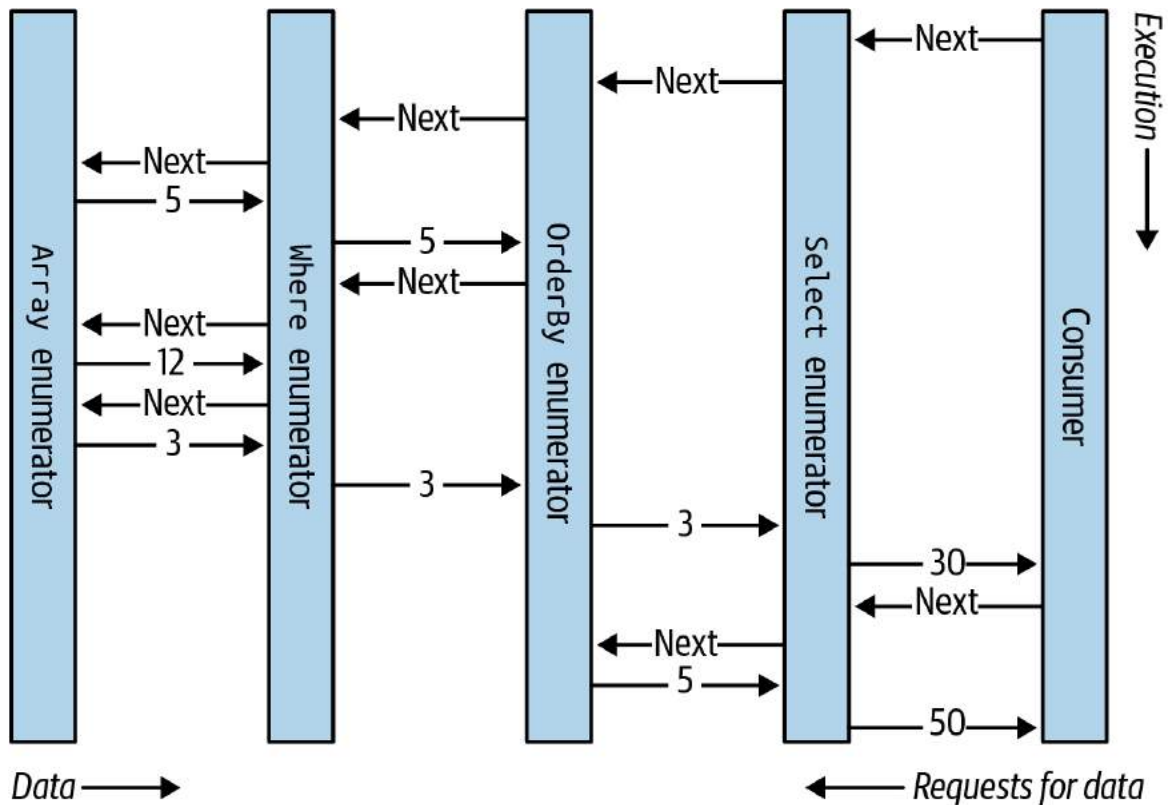 Next
Execution
Next
Next
Next
5
5
Next
Next
12
Next
3
3
3
30
Next
Next
5
50
Array enumerator
Where enumerator
OrderBy enumerator
Select enumerator
Consumer
Data
Requests for data